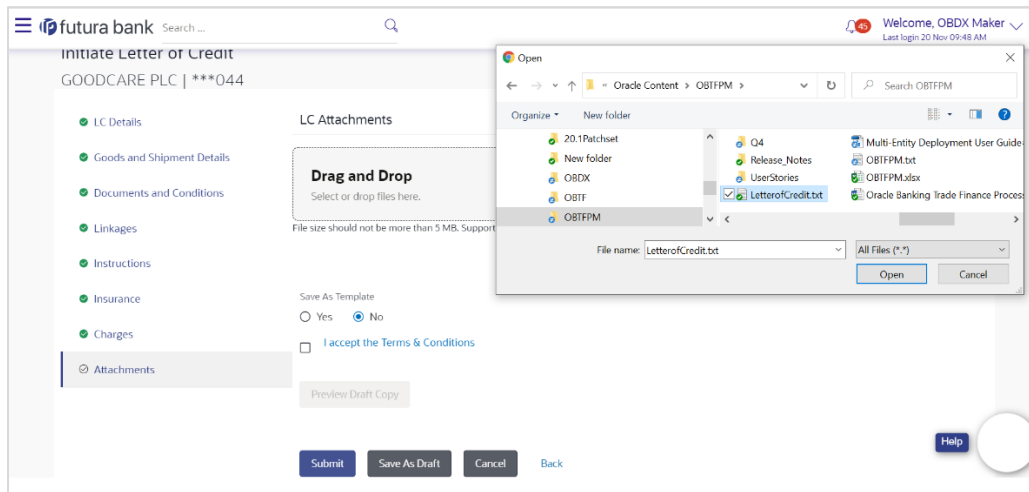 futura bank
Search ...
45
Welcome, OBDX Maker
Last login 20 Nov 09:48 AM
Initiate Letter of Credit
GOODCARE PLC | ***044
LC Details
Goods and Shipment Details
Documents and Conditions
Linkages
Instructions
Insurance
Charges
Attachments
LC Attachments
Drag and Drop
Select or drop files here.
File size should not be more than 5 MB. Support
Save As Template
Yes
No
I accept the Terms & Conditions
Preview Draft Copy
Submit
Save As Draft
Cancel
Back
Help
Open
« Oracle Content > OBTFPM >
Search OBTFPM
Organize
New folder
20.1Patchset
New folder
OBDX
OBTF
OBTFPM
Q4
Release_Notes
UserStories
LetterofCredit.txt
Multi-Entity Deployment User Guide
OBTFPM.txt
OBTFPM.xlsx
Oracle Banking Trade Finance Process
File name: LetterofCredit.txt
All Files (*.*)
Open
Cancel